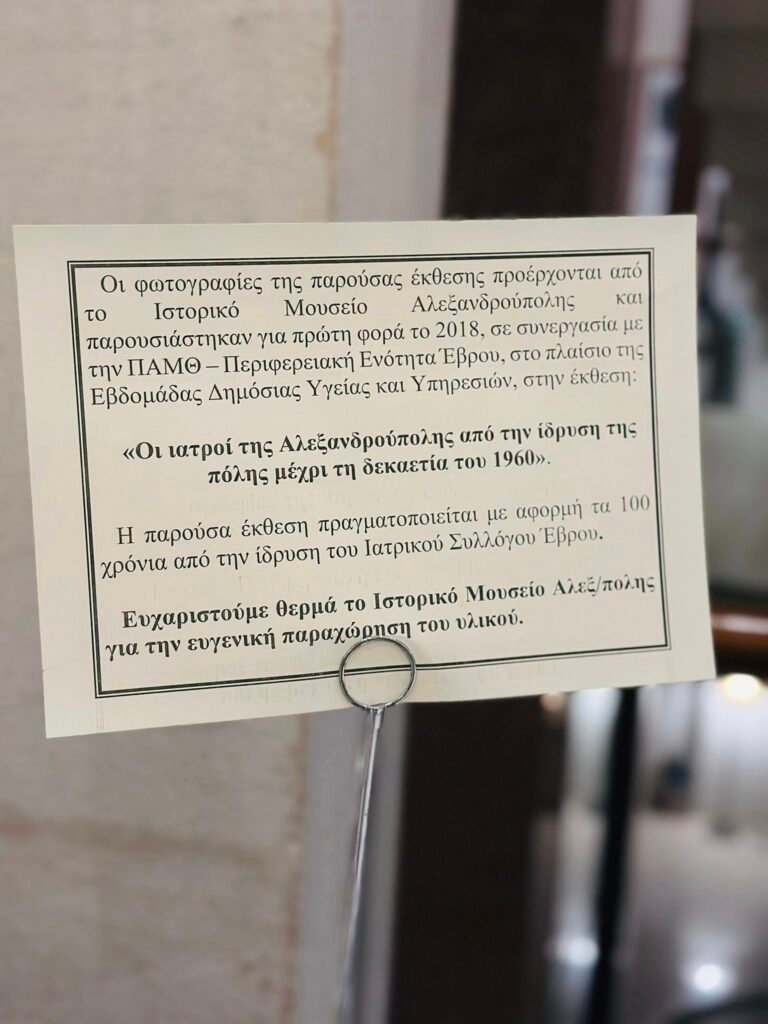 Οι φωτογραφίες της παρούσας έκθεσης προέρχονται από
το Ιστορικό Μουσείο Αλεξανδρούπολης και
παρουσιάστηκαν για πρώτη φορά το 2018, σε συνεργασία με
την ΠΑΜΘ – Περιφερειακή Ενότητα Έβρου, στο πλαίσιο της
Εβδομάδας Δημόσιας Υγείας και Υπηρεσιών, στην έκθεση:
«Οι ιατροί της Αλεξανδρούπολης από την ίδρυση της
πόλης μέχρι τη δεκαετία του 1960».
Η παρούσα έκθεση πραγματοποιείται με αφορμή τα 100
χρόνια από την ίδρυση του Ιατρικού Συλλόγου Έβρου.
Ευχαριστούμε θερμά το Ιστορικό Μουσείο Αλεξ/πολης
για την ευγενική παραχώρηση του υλικού.